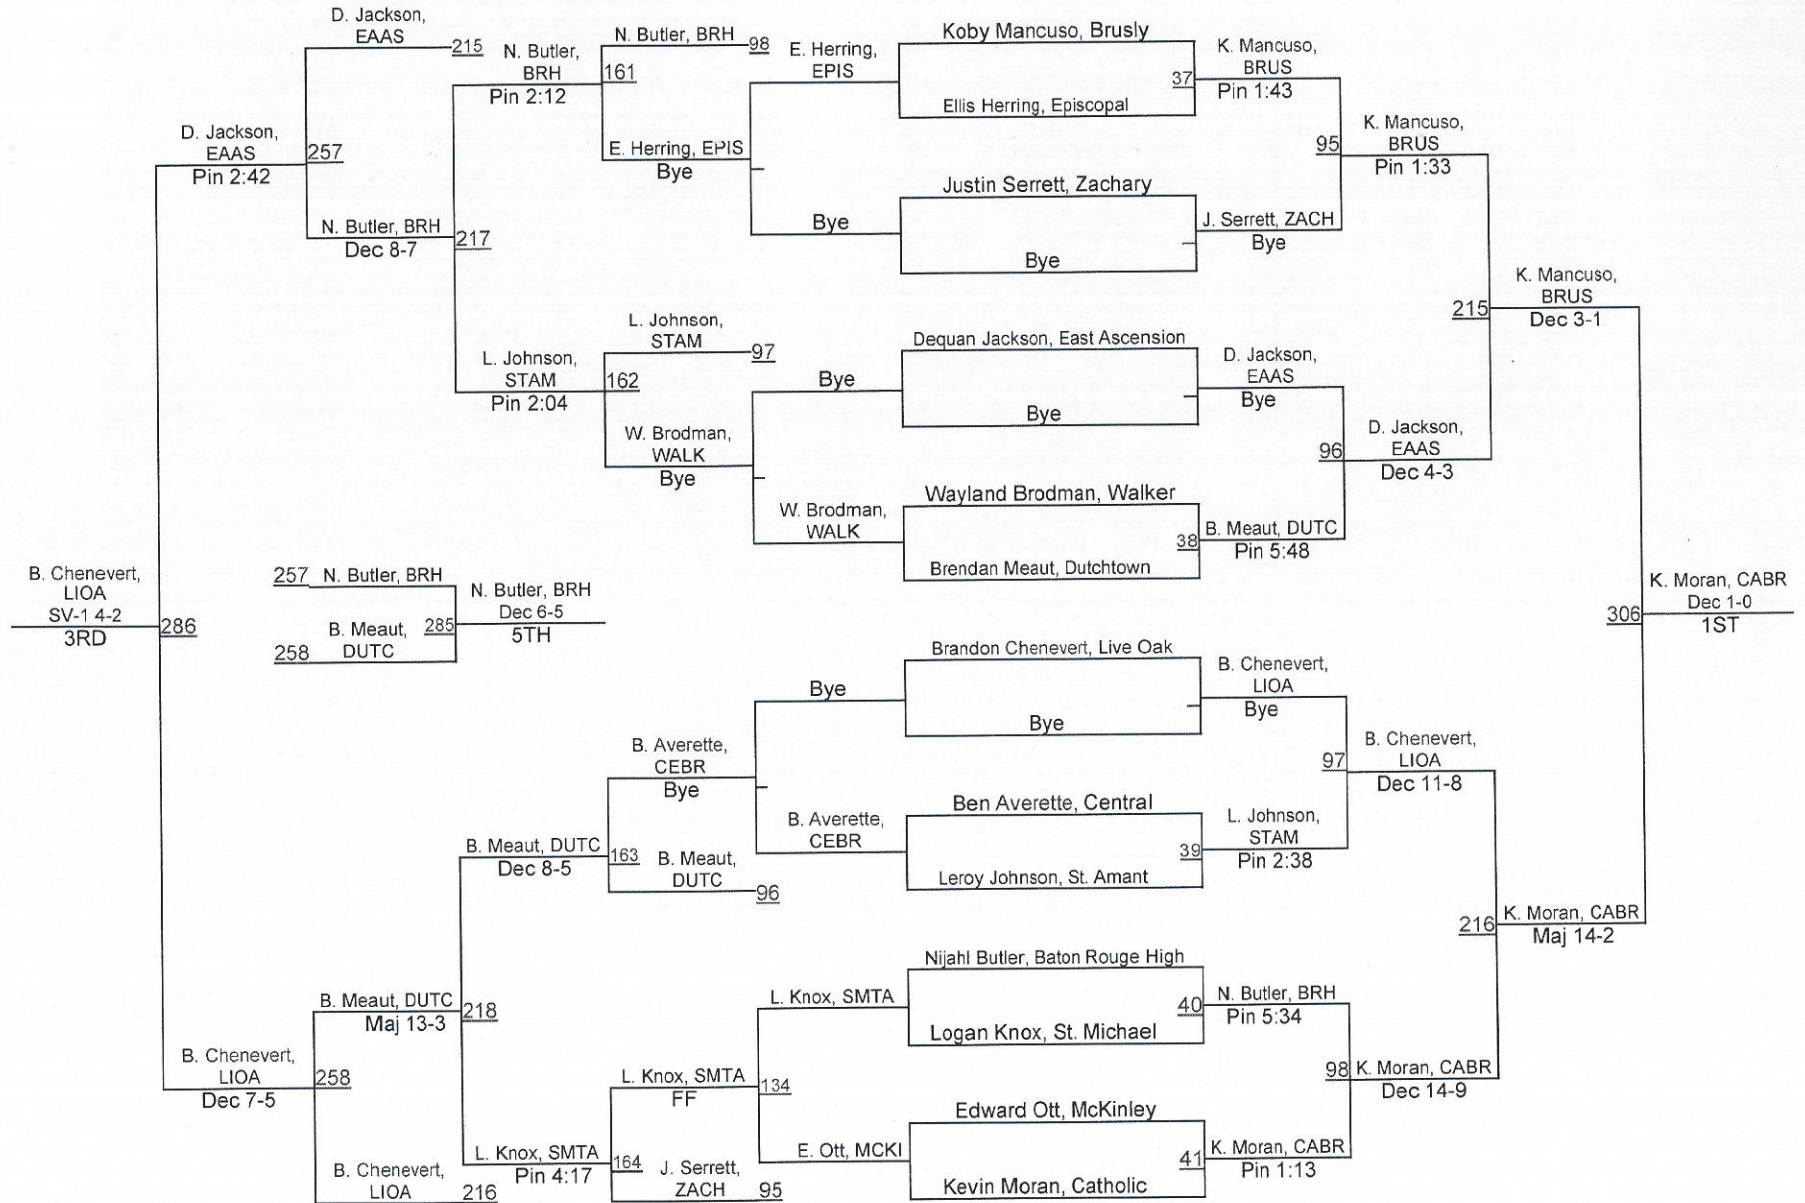 D. Jackson,
EAAS
215
N. Butler,
BRH
Pin 2:12
N. Butler, BRH
98
161
E. Herring, EPIS
Bye
E. Herring,
EPIS
Koby Mancuso, Brusly
37
Ellis Herring, Episcopal
K. Mancuso,
BRUS
Pin 1:43
D. Jackson,
EAAS
Pin 2:42
257
N. Butler, BRH
Dec 8-7
217
Bye
Justin Serrett, Zachary
Bye
J. Serrett, ZACH
Bye
95
K. Mancuso,
BRUS
Pin 1:33
L. Johnson,
STAM
Pin 2:04
L. Johnson,
STAM
97
162
W. Brodman,
WALK
Bye
Bye
Dequan Jackson, East Ascension
Bye
D. Jackson,
EAAS
Bye
215
K. Mancuso,
BRUS
Dec 3-1
W. Brodman,
WALK
Wayland Brodman, Walker
38
Brendan Meaut, Dutchtown
B. Meaut, DUTC
Pin 5:48
96
D. Jackson,
EAAS
Dec 4-3
B. Chenevert,
LIOA
SV-1 4-2
3RD
286
257
N. Butler, BRH
258
B. Meaut,
DUTC
285
N. Butler, BRH
Dec 6-5
5TH
306
K. Moran, CABR
Dec 1-0
1ST
Bye
Brandon Chenevert, Live Oak
Bye
B. Chenevert,
LIOA
Bye
B. Averette,
CEBR
Bye
97
B. Chenevert,
LIOA
Dec 11-8
B. Averette,
CEBR
Ben Averette, Central
39
Leroy Johnson, St. Amant
L. Johnson,
STAM
Pin 2:38
B. Meaut, DUTC
Dec 8-5
163
B. Meaut,
DUTC
96
216
K. Moran, CABR
Maj 14-2
B. Meaut, DUTC
Maj 13-3
218
L. Knox, SMTA
Nijahl Butler, Baton Rouge High
40
Logan Knox, St. Michael
N. Butler, BRH
Pin 5:34
B. Chenevert,
LIOA
Dec 7-5
258
L. Knox, SMTA
FF
134
98
K. Moran, CABR
Dec 14-9
B. Chenevert,
LIOA
216
L. Knox, SMTA
Pin 4:17
164
J. Serrett,
ZACH
95
E. Ott, MCKI
Edward Ott, McKinley
41
Kevin Moran, Catholic
K. Moran, CABR
Pin 1:13